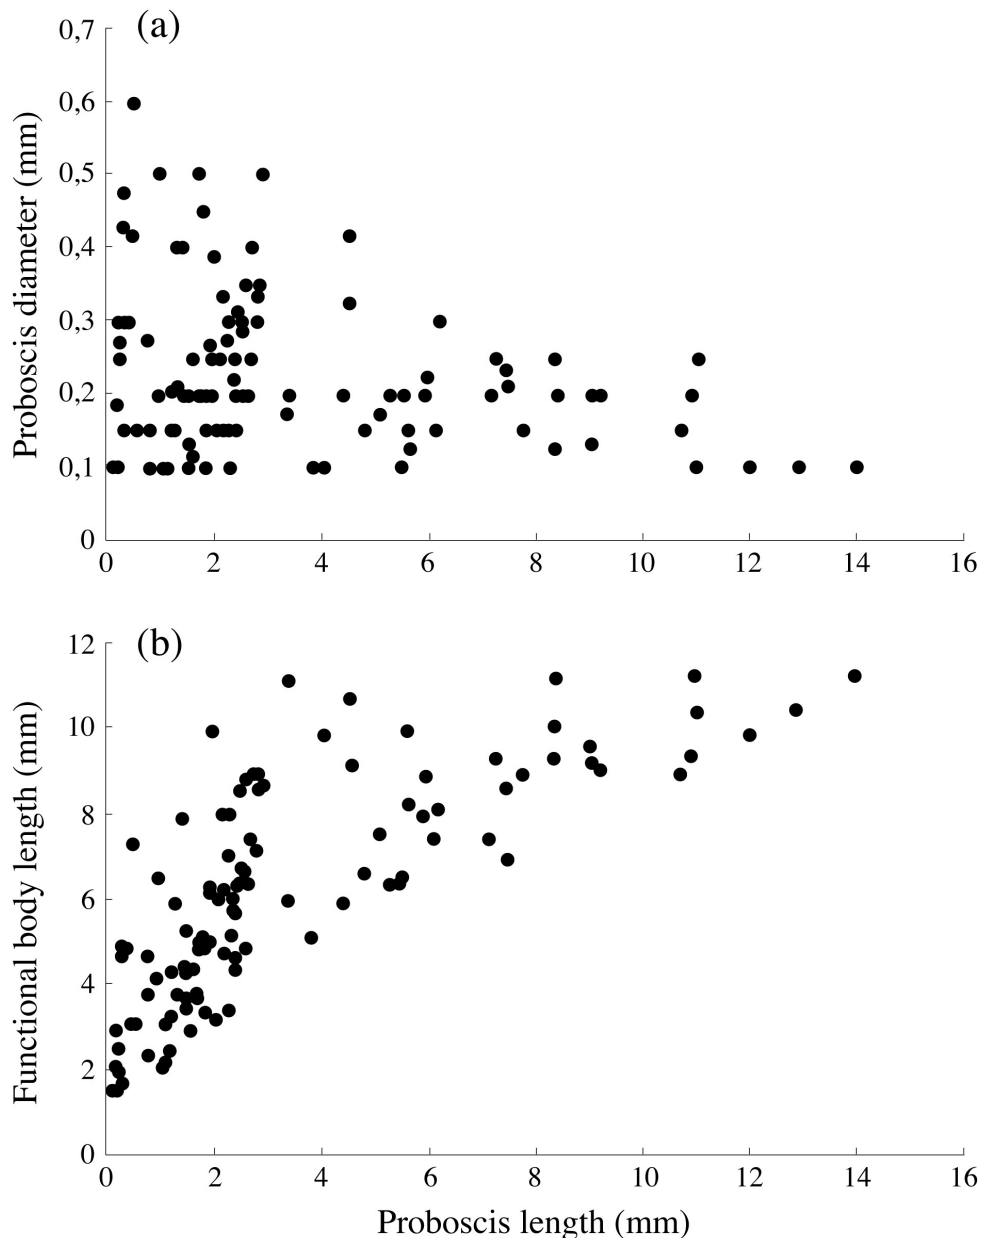 (a)
0,7
0,6
0,5
0,4
0,3
0,2
0,1
0
Proboscis diameter (mm)
0 2 4 6 8 10 12 14 16
(b)
12
10
8
6
4
2
0
Functional body length (mm)
0 2 4 6 8 10 12 14 16
Proboscis length (mm)